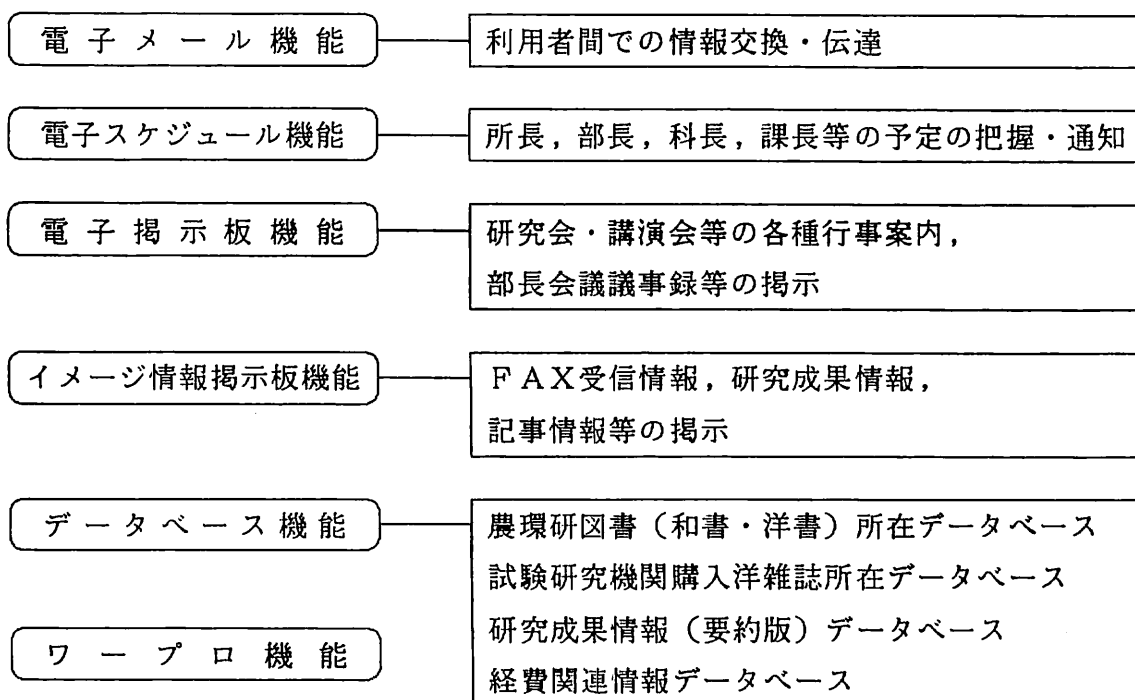 電子メール機能
利用者間での情報交換・伝達
電子スケジュール機能
所長，部長，科長，課長等の予定の把握・通知
電子掲示板機能
研究会・講演会等の各種行事案内，
部長会議議事録等の掲示
イメージ情報掲示板機能
ＦＡＸ受信情報，研究成果情報，
記事情報等の掲示
データベース機能
農環研図書（和書・洋書）所在データベース
試験研究機関購入洋雑誌所在データベース
研究成果情報（要約版）データベース
経費関連情報データベース
ワープロ機能